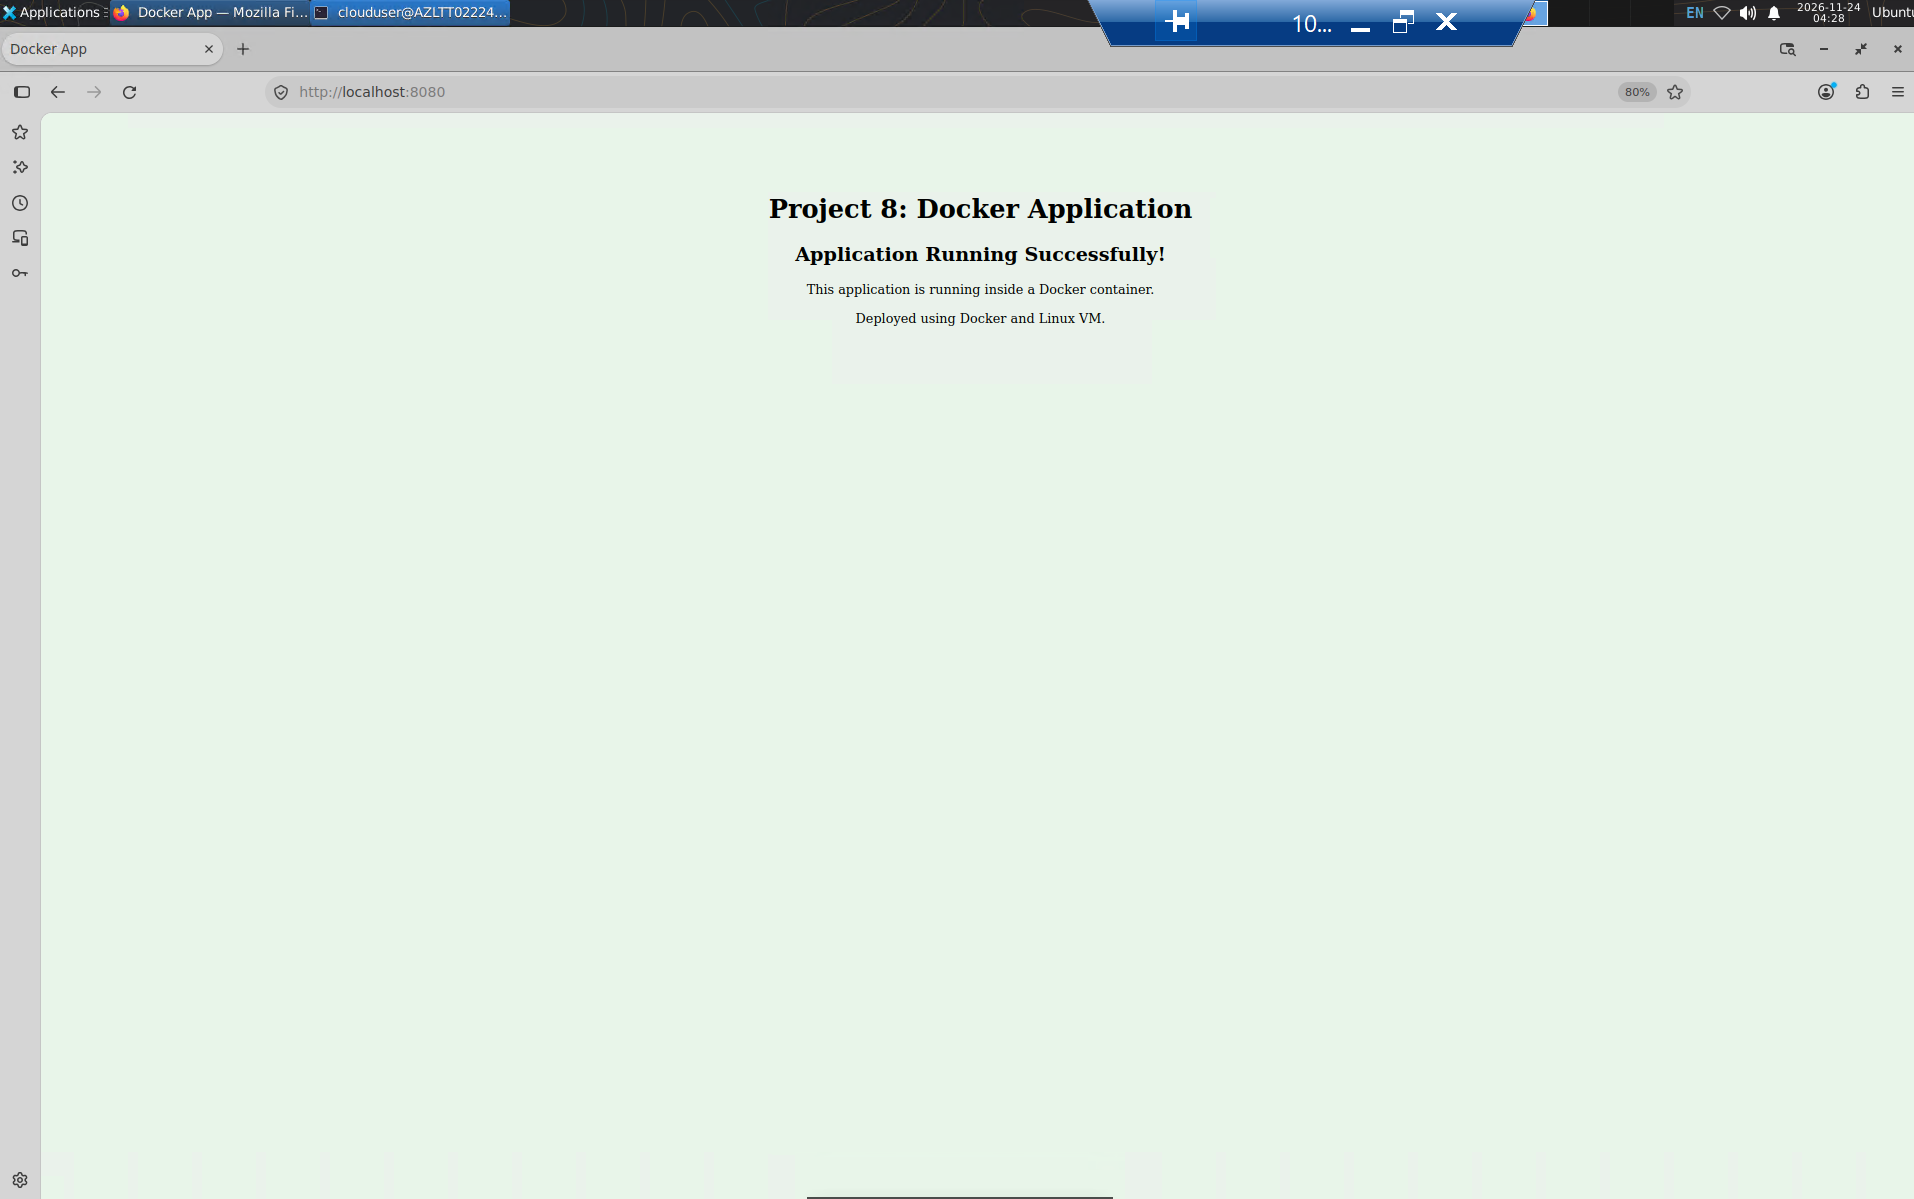 Applications
Docker App — Mozilla Fi...
clouduser@AZLTT02224...
10...
EN
2026-11-24
04:28
Ubuntu
Docker App
http://localhost:8080
80%
Project 8: Docker Application
Application Running Successfully!
This application is running inside a Docker container.
Deployed using Docker and Linux VM.